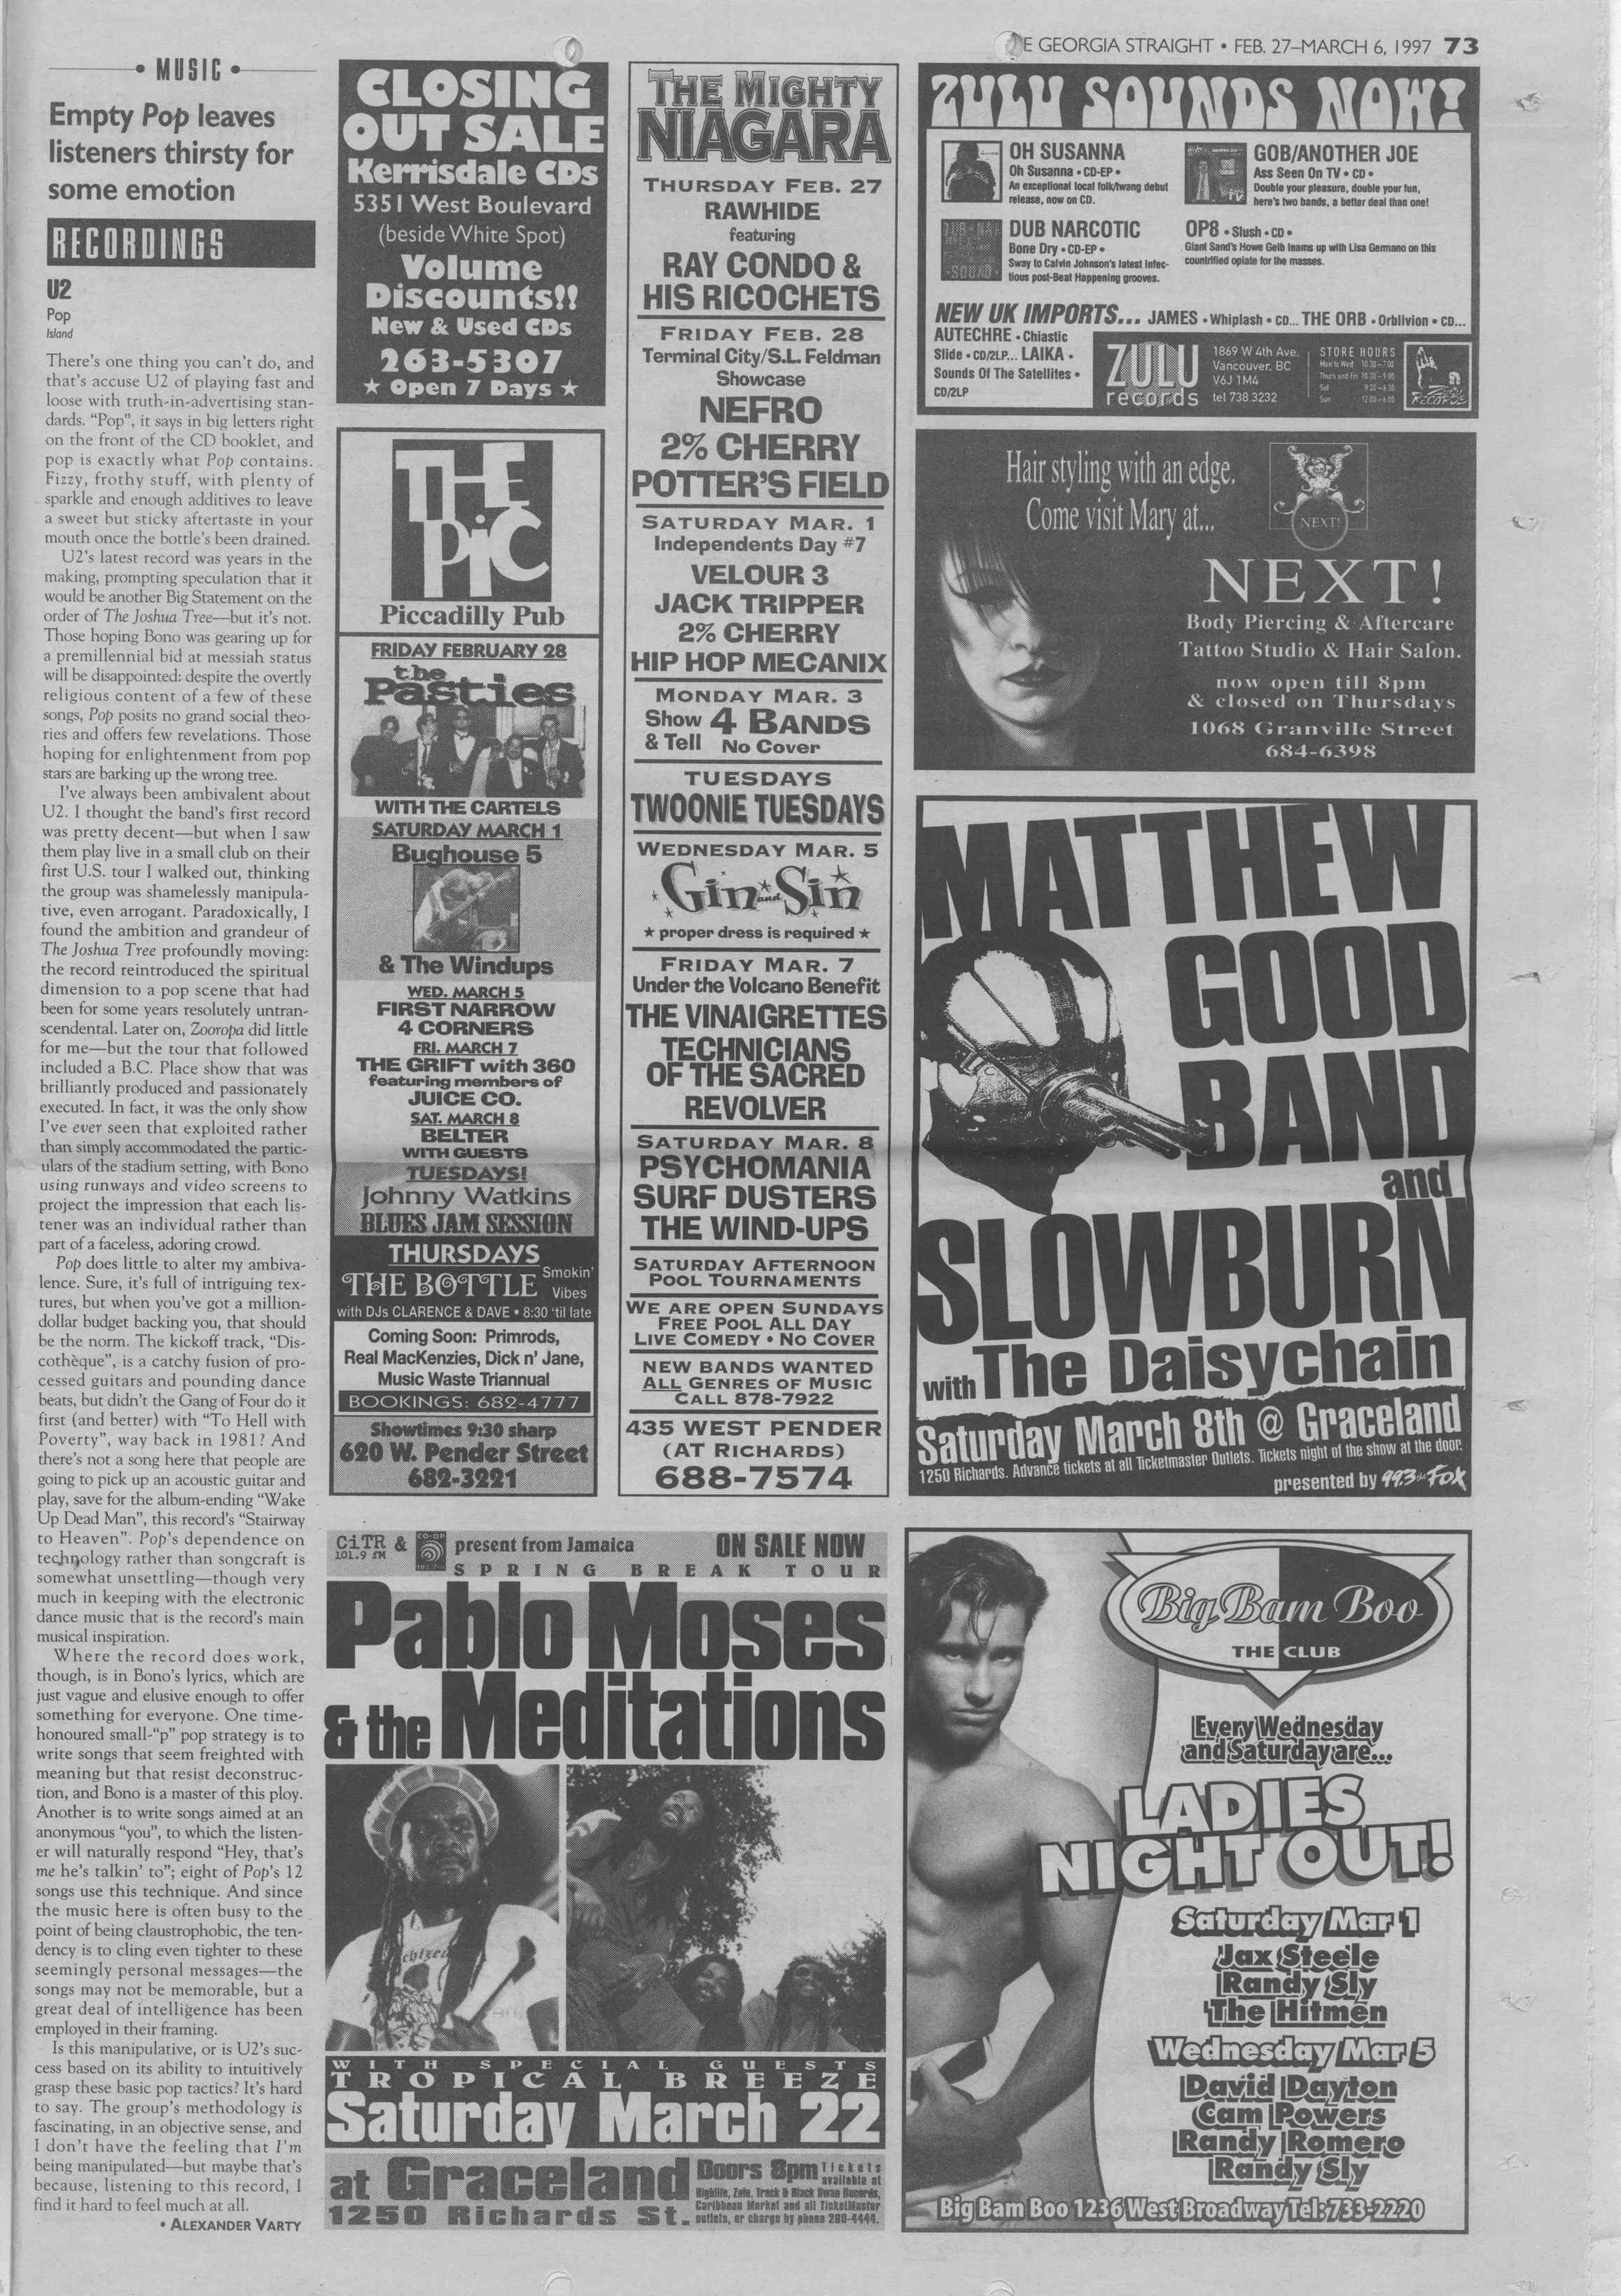 THE GEORGIA STRAIGHT • FEB. 27–MARCH 6, 1997 73
• MUSIC •
Empty Pop leaves
listeners thirsty for
some emotion
RECORDINGS
U2
Pop
Island
There's one thing you can't do, and
that's accuse U2 of playing fast and
loose with truth-in-advertising stan-
dards. "Pop", it says in big letters right
on the front of the CD booklet, and
pop is exactly what Pop contains.
Fizzy, frothy stuff, with plenty of
sparkle and enough additives to leave
a sweet but sticky aftertaste in your
mouth once the bottle's been drained.
U2's latest record was years in the
making, prompting speculation that it
would be another Big Statement on the
order of The Joshua Tree—but it's not.
Those hoping Bono was gearing up for
a premillennial bid at messiah status
will be disappointed: despite the overtly
religious content of a few of these
songs, Pop posits no grand social theo-
ries and offers few revelations. Those
hoping for enlightenment from pop
stars are barking up the wrong tree.
I've always been ambivalent about
U2. I thought the band's first record
was pretty decent—but when I saw
them play live in a small club on their
first U.S. tour I walked out, thinking
the group was shamelessly manipula-
tive, even arrogant. Paradoxically, I
found the ambition and grandeur of
The Joshua Tree profoundly moving:
the record reintroduced the spiritual
dimension to a pop scene that had
been for some years resolutely untran-
scendental. Later on, Zooropa did little
for me—but the tour that followed
included a B.C. Place show that was
brilliantly produced and passionately
executed. In fact, it was the only show
I've ever seen that exploited rather
than simply accommodated the partic-
ulars of the stadium setting, with Bono
using runways and video screens to
project the impression that each lis-
tener was an individual rather than
part of a faceless, adoring crowd.
Pop does little to alter my ambiva-
lence. Sure, it's full of intriguing tex-
tures, but when you've got a million-
dollar budget backing you, that should
be the norm. The kickoff track, "Dis-
cothèque", is a catchy fusion of pro-
cessed guitars and pounding dance
beats, but didn't the Gang of Four do it
first (and better) with "To Hell with
Poverty", way back in 1981? And
there's not a song here that people are
going to pick up an acoustic guitar and
play, save for the album-ending "Wake
Up Dead Man", this record's "Stairway
to Heaven". Pop's dependence on
technology rather than songcraft is
somewhat unsettling—though very
much in keeping with the electronic
dance music that is the record's main
musical inspiration.
Where the record does work,
though, is in Bono's lyrics, which are
just vague and elusive enough to offer
something for everyone. One time-
honoured small-"p" pop strategy is to
write songs that seem freighted with
meaning but that resist deconstruc-
tion, and Bono is a master of this ploy.
Another is to write songs aimed at an
anonymous "you", to which the listen-
er will naturally respond "Hey, that's
me he's talkin' to"; eight of Pop's 12
songs use this technique. And since
the music here is often busy to the
point of being claustrophobic, the ten-
dency is to cling even tighter to these
seemingly personal messages—the
songs may not be memorable, but a
great deal of intelligence has been
employed in their framing.
Is this manipulative, or is U2's suc-
cess based on its ability to intuitively
grasp these basic pop tactics? It's hard
to say. The group's methodology is
fascinating, in an objective sense, and
I don't have the feeling that I'm
being manipulated—but maybe that's
because, listening to this record, I
find it hard to feel much at all.
• ALEXANDER VARTY
CLOSING
OUT SALE
Kerrrisdale CDs
5351 West Boulevard
(beside White Spot)
Volume
Discounts!!
New & Used CDs
263-5307
★ Open 7 Days ★
THE
PiC
Piccadilly Pub
FRIDAY FEBRUARY 28
the
Pasties
WITH THE CARTELS
SATURDAY MARCH 1
Bughouse 5
& The Windups
WED. MARCH 5
FIRST NARROW
4 CORNERS
FRI. MARCH 7
THE GRIFT with 360
featuring members of
JUICE CO.
SAT. MARCH 8
BELTER
WITH GUESTS
TUESDAYS!
Johnny Watkins
BLUES JAM SESSION
THURSDAYS
THE BOTTLE Smokin' Vibes
with DJs CLARENCE & DAVE • 8:30 'til late
Coming Soon: Primrods,
Real MacKenzies, Dick n' Jane,
Music Waste Triannual
BOOKINGS: 682-4777
Showtimes 9:30 sharp
620 W. Pender Street
682-3221
THE MIGHTY
NIAGARA
THURSDAY FEB. 27
RAWHIDE
featuring
RAY CONDO &
HIS RICOCHETS
FRIDAY FEB. 28
Terminal City/S.L. Feldman
Showcase
NEFRO
2% CHERRY
POTTER'S FIELD
SATURDAY MAR. 1
Independents Day #7
VELOUR 3
JACK TRIPPER
2% CHERRY
HIP HOP MECANIX
MONDAY MAR. 3
Show 4 BANDS
& Tell No Cover
TUESDAYS
TWOONIE TUESDAYS
WEDNESDAY MAR. 5
Gin and Sin
★ proper dress is required ★
FRIDAY MAR. 7
Under the Volcano Benefit
THE VINAIGRETTES
TECHNICIANS
OF THE SACRED
REVOLVER
SATURDAY MAR. 8
PSYCHOMANIA
SURF DUSTERS
THE WIND-UPS
SATURDAY AFTERNOON
POOL TOURNAMENTS
WE ARE OPEN SUNDAYS
FREE POOL ALL DAY
LIVE COMEDY • NO COVER
NEW BANDS WANTED
ALL GENRES OF MUSIC
CALL 878-7922
435 WEST PENDER
(AT RICHARDS)
688-7574
ZULU SOUNDS NOW!
OH SUSANNA
Oh Susanna • CD-EP •
An exceptional local folk/twang debut
release, now on CD.
DUB NARCOTIC
Bone Dry • CD-EP •
Sway to Calvin Johnson's latest infec-
tious post-Beat Happening grooves.
GOB/ANOTHER JOE
Ass Seen On TV • CD •
Double your pleasure, double your fun,
here's two bands, a better deal than one!
OP8 • Slush • CD •
Giant Sand's Howe Gelb teams up with Lisa Germano on this
countrified opiate for the masses.
NEW UK IMPORTS... JAMES • Whiplash • CD... THE ORB • Orblivion • CD...
AUTECHRE • Chiastic
Slide • CD/2LP... LAIKA •
Sounds Of The Satellites •
CD/2LP
ZULU
records
1869 W 4th Ave.
Vancouver, BC
V6J 1M4
tel 738.3232
STORE HOURS
Mon to Wed 10:30–7:00
Thurs and Fri 10:30–9:00
Sat 9:30–6:30
Sun 12:00–6:00
Hair styling with an edge.
Come visit Mary at...
NEXT!
NEXT!
Body Piercing & Aftercare
Tattoo Studio & Hair Salon.
now open till 8pm
& closed on Thursdays
1068 Granville Street
684-6398
MATTHEW
GOOD
BAND
and
SLOWBURN
with The Daisychain
Saturday March 8th @ Graceland
1250 Richards. Advance tickets at all Ticketmaster Outlets. Tickets night of the show at the door.
presented by 99.3 the FOX
CiTR & CO-OP present from Jamaica ON SALE NOW
101.9 fM
102.7
SPRING BREAK TOUR
Pablo Moses
& the Meditations
WITH SPECIAL GUESTS
TROPICAL BREEZE
Saturday March 22
at Graceland
1250 Richards St.
Doors 8pm Tickets
available at
Highlife, Zulu, Track & Black Swan Records,
Caribbean Market and all TicketMaster
outlets, or charge by phone 280-4444.
Big Bam Boo
THE CLUB
Every Wednesday
and Saturday are...
LADIES
NIGHT OUT!
Saturday Mar 1
Jax Steele
Randy Sly
The Hitmen
Wednesday Mar 5
David Dayton
Cam Powers
Randy Romero
Randy Sly
Big Bam Boo 1236 West Broadway Tel: 733-2220